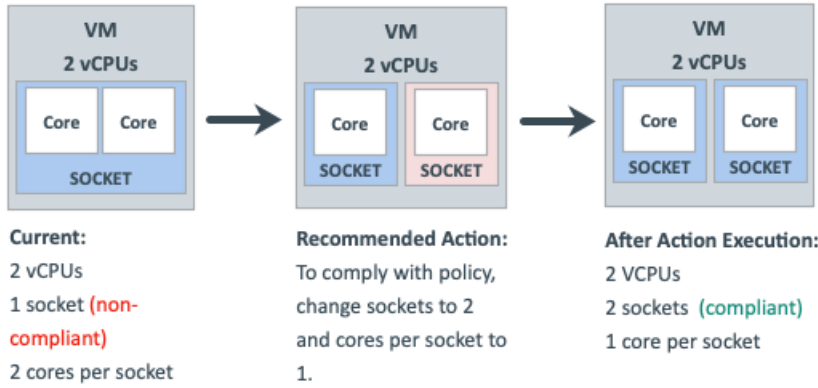 VM
2 vCPUs
Core
Core
SOCKET
Current:
2 vCPUs
1 socket (non-
compliant)
2 cores per socket
VM
2 vCPUs
Core
Core
SOCKET
SOCKET
Recommended Action:
To comply with policy,
change sockets to 2
and cores per socket to
1.
VM
2 vCPUs
Core
Core
SOCKET
SOCKET
After Action Execution:
2 VCPUs
2 sockets (compliant)
1 core per socket